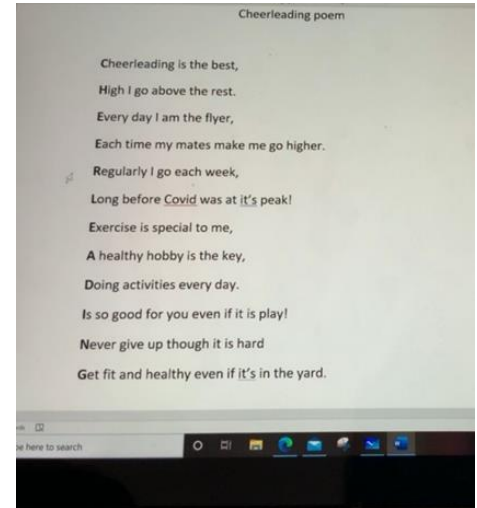 Cheerleading poem
Cheerleading is the best,
High I go above the rest.
Every day I am the flyer,
Each time my mates make me go higher.
Regularly I go each week,
Long before Covid was at it's peak!
Exercise is special to me,
A healthy hobby is the key,
Doing activities every day.
Is so good for you even if it is play!
Never give up though it is hard
Get fit and healthy even if it's in the yard.
here to search